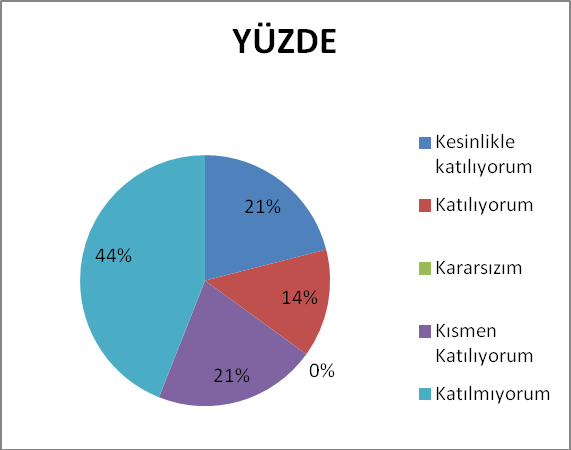 YÜZDE
21%
14%
0%
21%
44%
Kesinlikle
katılıyorum
Katılıyorum
Kararsızım
Kısmen
Katılıyorum
Katılmıyorum